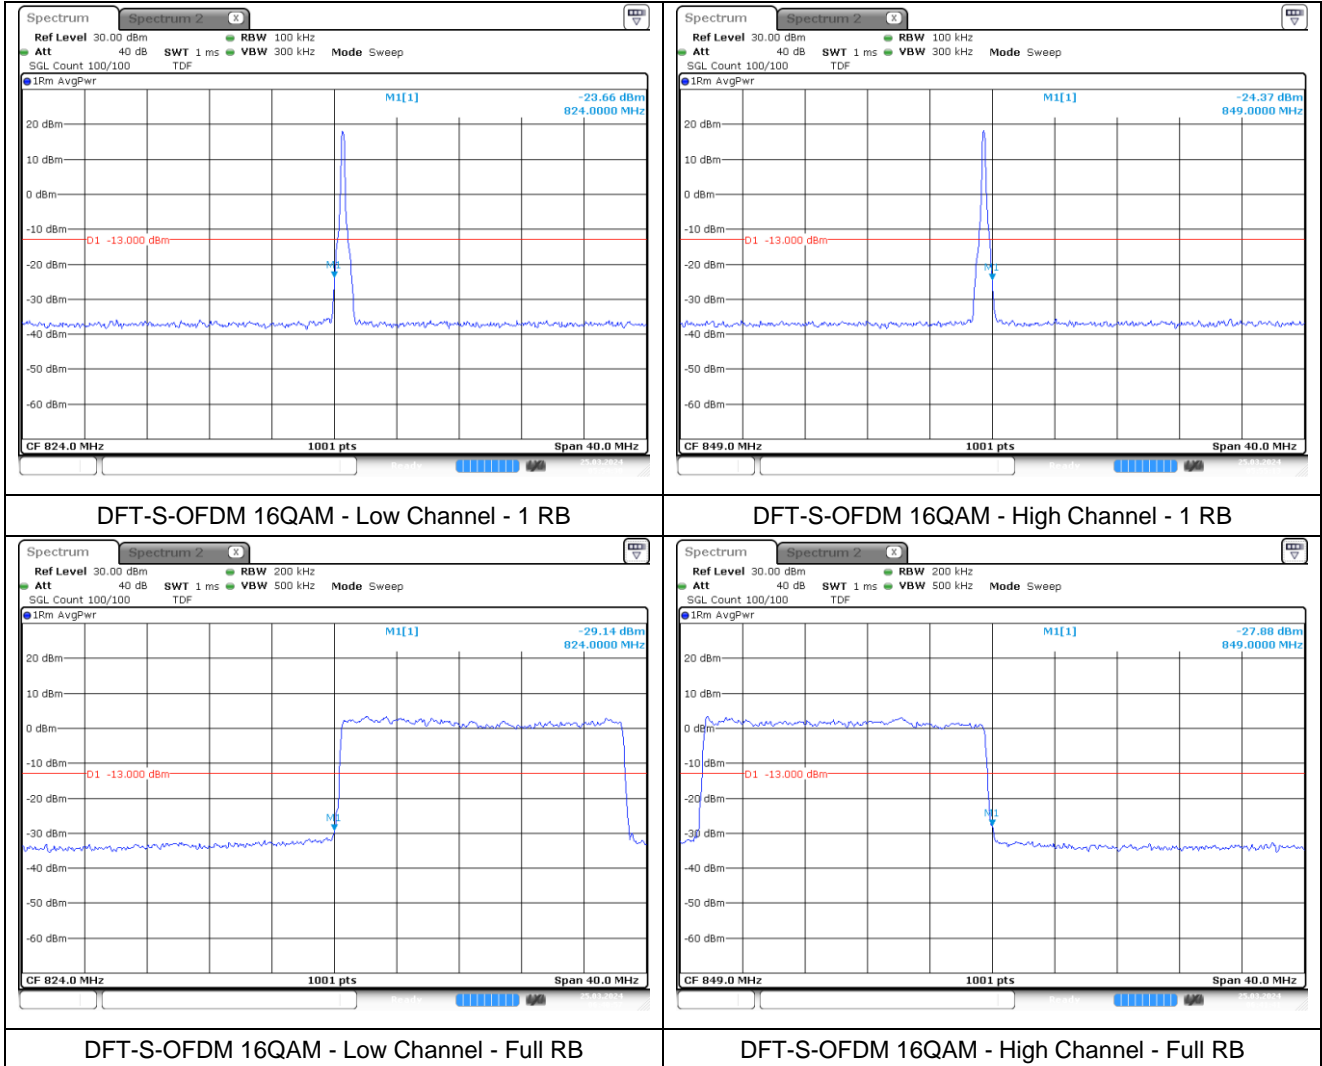 Spectrum Spectrum 2 X
Ref Level 30.00 dBm RBW 100 kHz
Att 40 dB SWT 1 ms VBW 300 kHz Mode Sweep
SGL Count 100/100 TDF
1Rm AvgPwr
M1[1] -23.66 dBm
824.0000 MHz
20 dBm
10 dBm
0 dBm
-10 dBm
D1 -13.000 dBm
-20 dBm
M1
-30 dBm
-40 dBm
-50 dBm
-60 dBm
CF 824.0 MHz 1001 pts Span 40.0 MHz
Ready 25.03.2024
DFT-S-OFDM 16QAM - Low Channel - 1 RB
Spectrum Spectrum 2 X
Ref Level 30.00 dBm RBW 100 kHz
Att 40 dB SWT 1 ms VBW 300 kHz Mode Sweep
SGL Count 100/100 TDF
1Rm AvgPwr
M1[1] -24.37 dBm
849.0000 MHz
20 dBm
10 dBm
0 dBm
-10 dBm
D1 -13.000 dBm
-20 dBm
M1
-30 dBm
-40 dBm
-50 dBm
-60 dBm
CF 849.0 MHz 1001 pts Span 40.0 MHz
Ready 25.03.2024
DFT-S-OFDM 16QAM - High Channel - 1 RB
Spectrum Spectrum 2 X
Ref Level 30.00 dBm RBW 200 kHz
Att 40 dB SWT 1 ms VBW 500 kHz Mode Sweep
SGL Count 100/100 TDF
1Rm AvgPwr
M1[1] -29.14 dBm
824.0000 MHz
20 dBm
10 dBm
0 dBm
-10 dBm
D1 -13.000 dBm
-20 dBm
M1
-30 dBm
-40 dBm
-50 dBm
-60 dBm
CF 824.0 MHz 1001 pts Span 40.0 MHz
Ready 25.03.2024
DFT-S-OFDM 16QAM - Low Channel - Full RB
Spectrum Spectrum 2 X
Ref Level 30.00 dBm RBW 200 kHz
Att 40 dB SWT 1 ms VBW 500 kHz Mode Sweep
SGL Count 100/100 TDF
1Rm AvgPwr
M1[1] -27.88 dBm
849.0000 MHz
20 dBm
10 dBm
0 dBm
-10 dBm
D1 -13.000 dBm
-20 dBm
M1
-30 dBm
-40 dBm
-50 dBm
-60 dBm
CF 849.0 MHz 1001 pts Span 40.0 MHz
Ready 25.03.2024
DFT-S-OFDM 16QAM - High Channel - Full RB